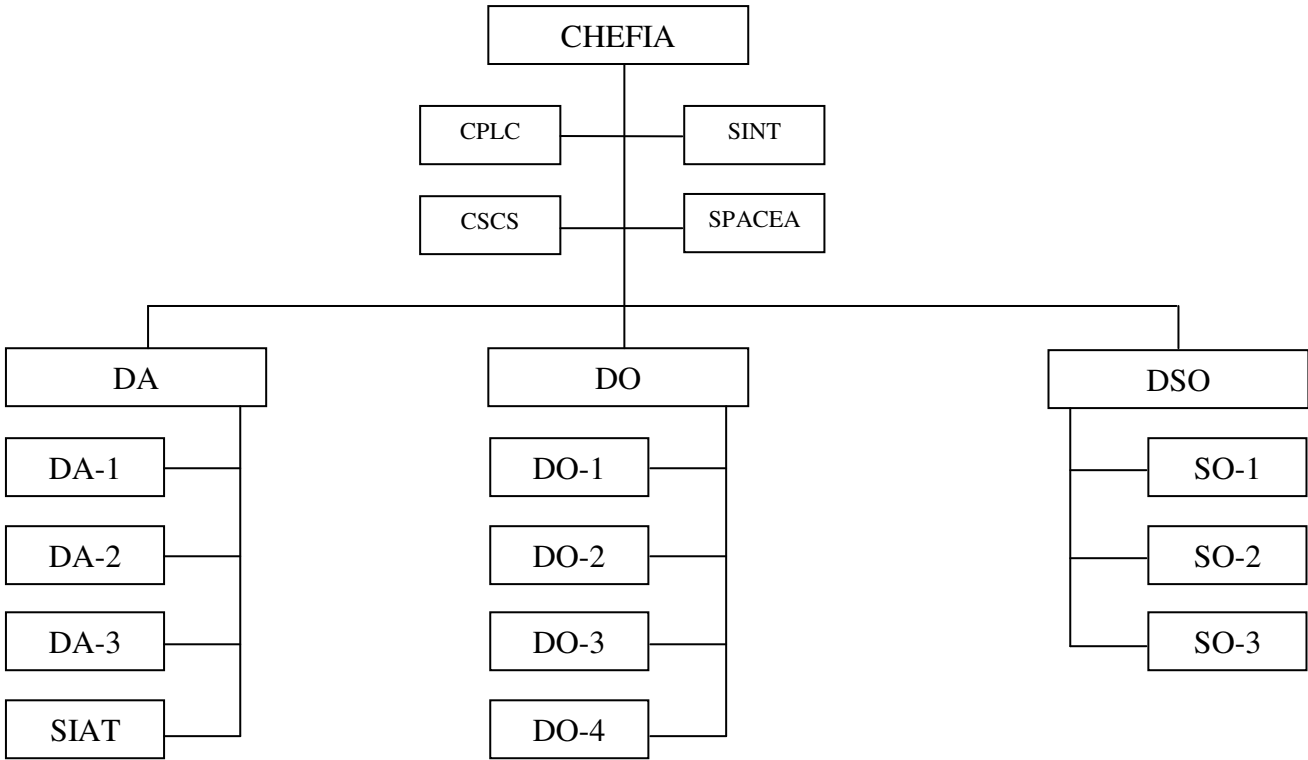 CHEFIA
CPLC
SINT
CSCS
SPACEA
DA
DO
DSO
DA-1
DO-1
SO-1
DA-2
DO-2
SO-2
DA-3
DO-3
SO-3
SIAT
DO-4